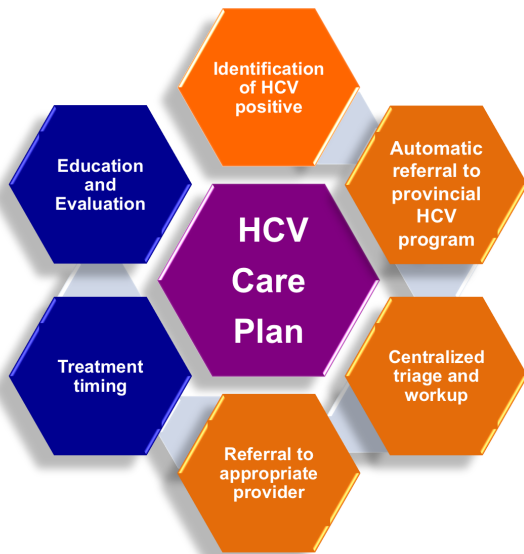 Identification
of HCV
positive
Automatic
referral to
provincial
HCV
program
Centralized
triage and
workup
Referral to
appropriate
provider
Treatment
timing
Education
and
Evaluation
HCV
Care
Plan